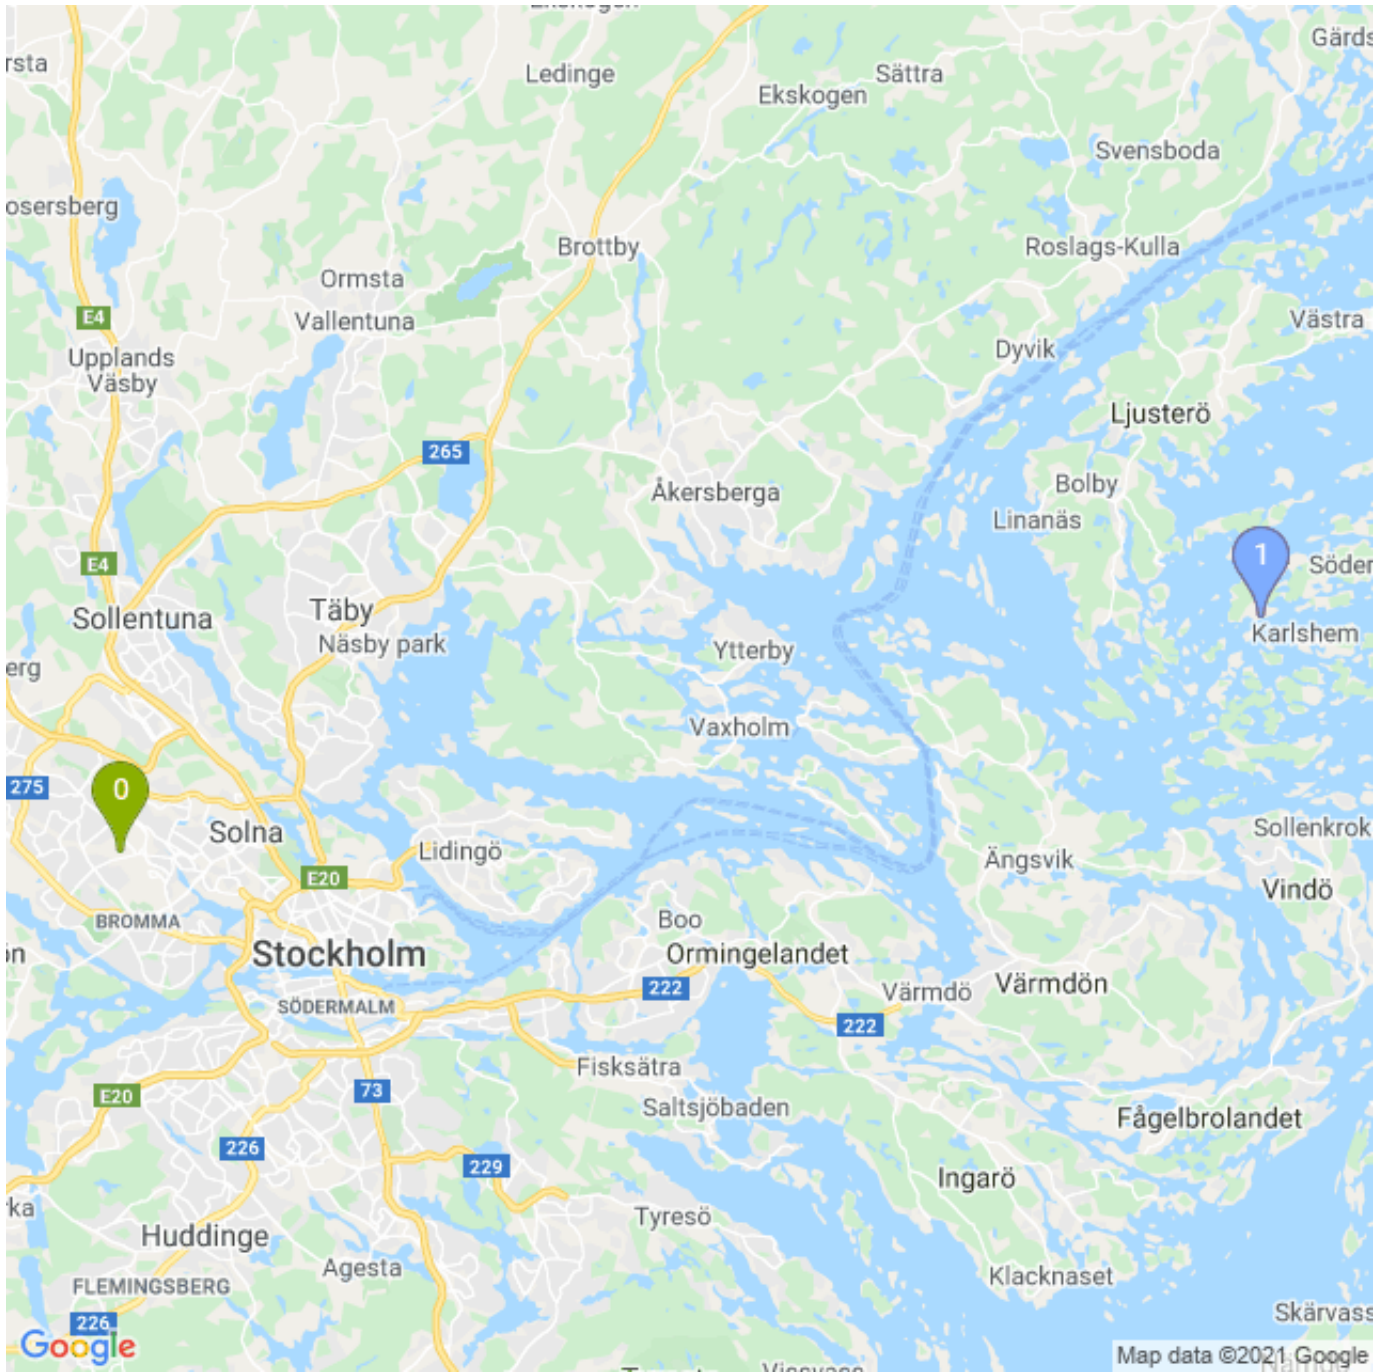 Ledinge
Sättra
Ekskogen
Svensboda
Brottby
Roslags-Kulla
Ormsta
E4
Vallentuna
Västra
Dyvik
Upplands
Väsby
Ljusterö
265
Bolby
Åkersberga
Linanäs
1
E4
Täby
Sollentuna
Karlshem
Näsby park
Ytterby
Vaxholm
275
0
Solna
Sollenkrok
Lidingö
Ängsvik
E20
Vindö
BROMMA
Boo
Stockholm
Ormingelandet
222
Värmdö
Värmdön
SÖDERMALM
222
Fisksätra
73
E20
Saltsjöbaden
Fågelbrolandet
226
229
Ingarö
Tyresö
Huddinge
Agesta
Klacknaset
FLEMINGSBERG
226
Google
Map data ©2021 Google